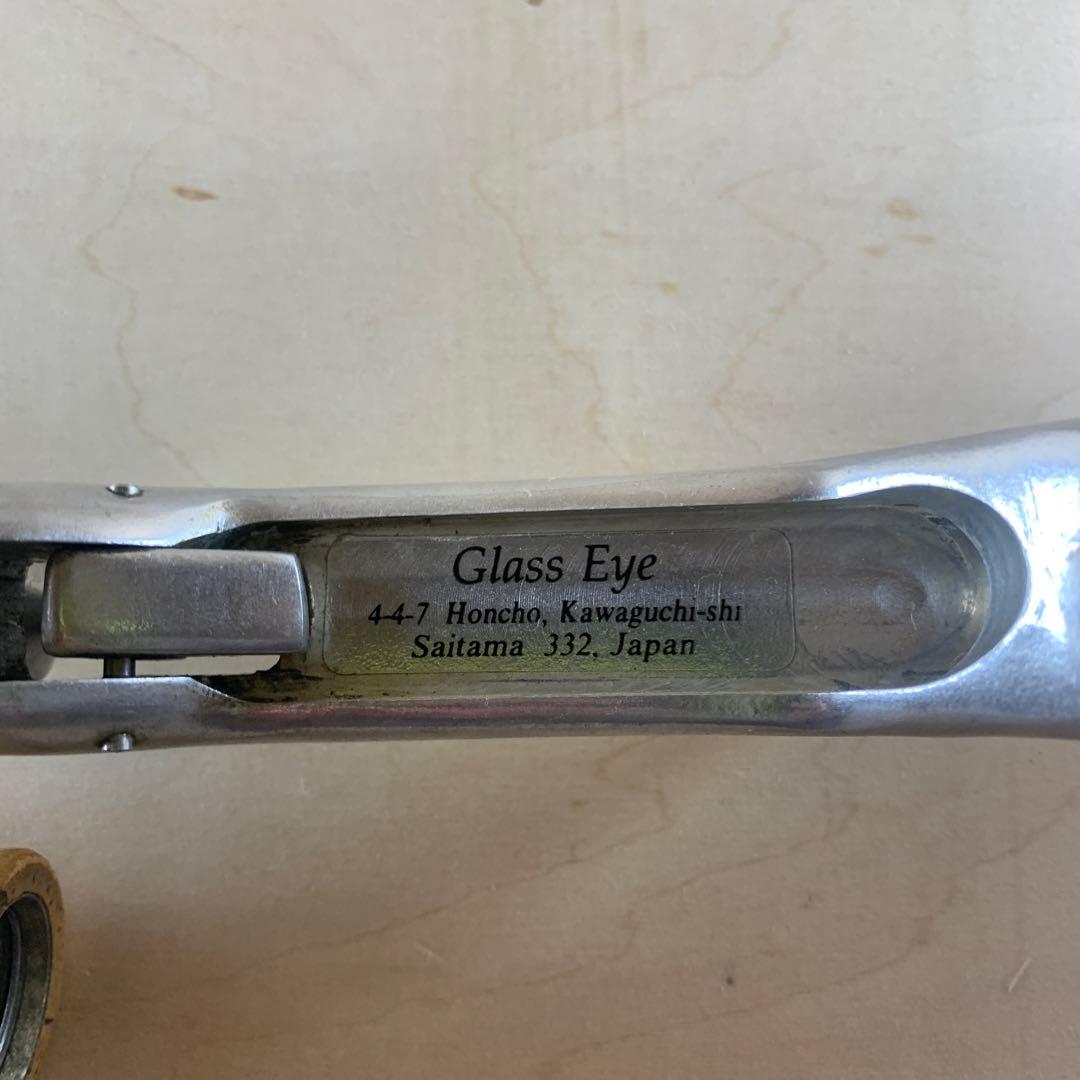 Glass Eye
4-4-7 Honcho, Kawaguchi-shi
Saitama 332, Japan